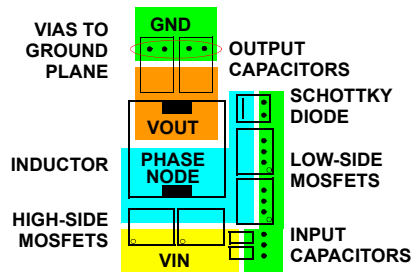 GND
VIAS TO
GROUND
PLANE
OUTPUT
CAPACITORS
SCHOTTKY
DIODE
VOUT
INDUCTOR
PHASE
NODE
LOW-SIDE
MOSFETS
HIGH-SIDE
MOSFETS
VIN
INPUT
CAPACITORS